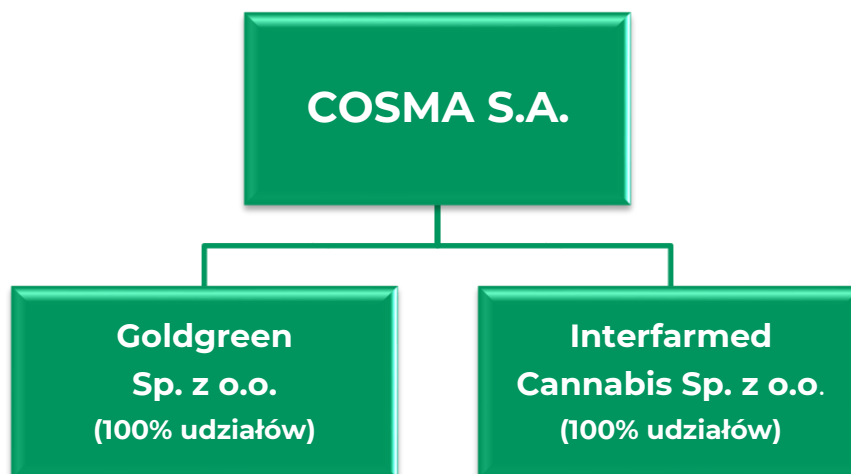 COSMA S.A.
Goldgreen
Sp. z o.o.
(100% udziałów)
Interfarmed
Cannabis Sp. z o.o.
(100% udziałów)